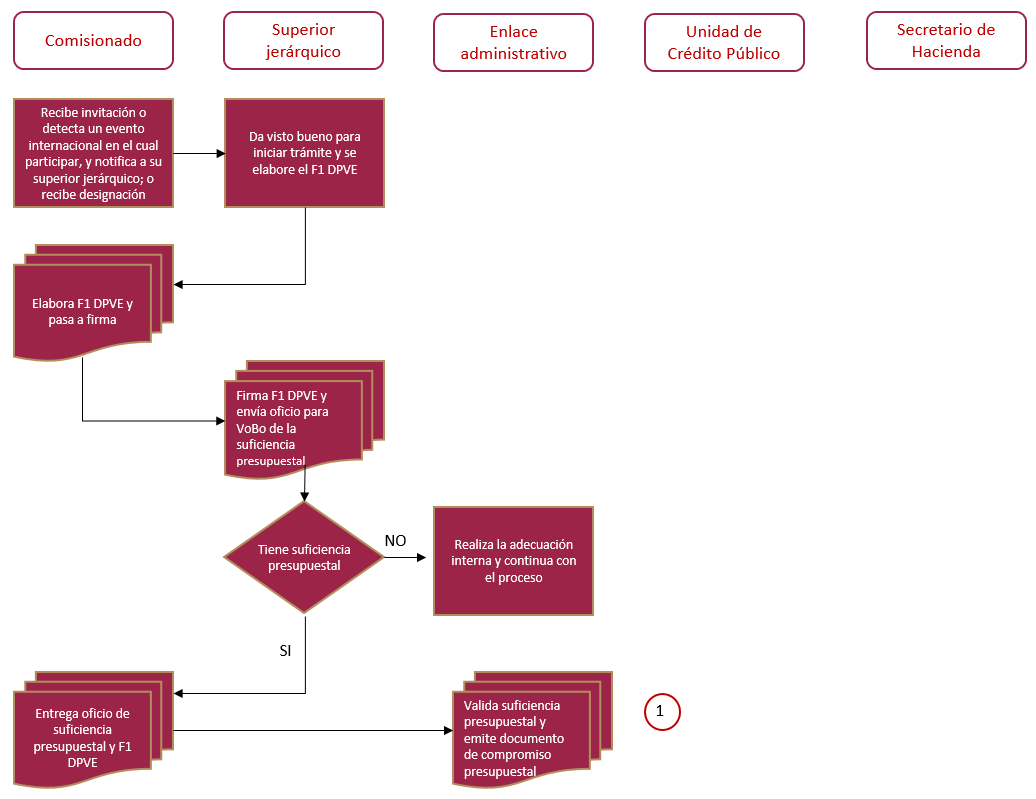 Comisionado
Superior
jerárquico
Enlace
administrativo
Unidad de
Crédito Público
Secretario de
Hacienda
Recibe invitación o
detecta un evento
internacional en el cual
participar, y notifica a su
superior jerárquico; o
recibe designación
Da visto bueno para
iniciar trámite y se
elabore el F1 DPVE
Elabora F1 DPVE y
pasa a firma
Firma F1 DPVE y
envía oficio para
VoBo de la
suficiencia
presupuestal
Tiene suficiencia
presupuestal
NO
Realiza la adecuación
interna y continua con
el proceso
SI
Entrega oficio de
suficiencia
presupuestal y F1
DPVE
Valida suficiencia
presupuestal y
emite documento
de compromiso
presupuestal
1